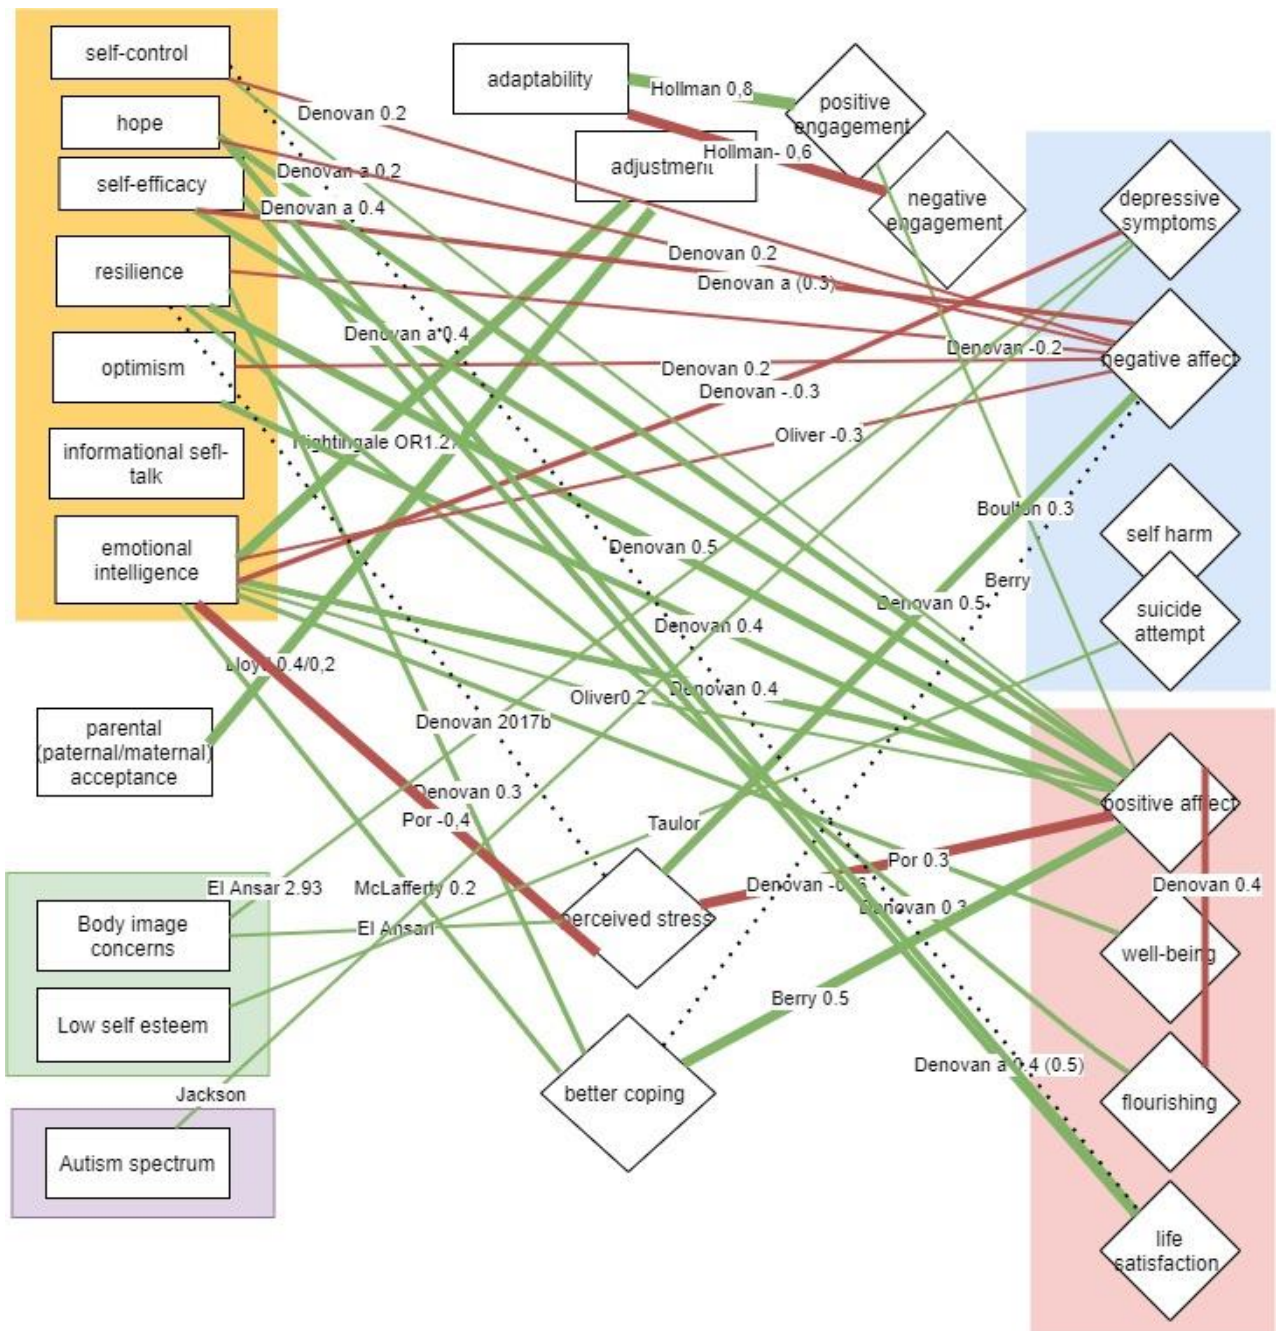 self-control
adaptability
Hollman 0,8
positive
engagement
Denovan 0.2
hope
Hollman- 0,6
adjustment
Denovan a 0.2
self-efficacy
Denovan a 0.4
negative
engagement
depressive
symptoms
Denovan 0.2
resilience
Denovan a (0.3)
Denovan a 0.4
Denovan -0.2
negative affect
optimism
Denovan 0.2
Denovan -.0.3
Oliver -0.3
Nightingale OR1.2
informational sefl-
talk
Boulton 0.3
self harm
emotional
intelligence
Denovan 0.5
Berry
Denovan 0.5
suicide
attempt
Denovan 0.4
Lloyd 0.4/0,2
Oliver0.2
Denovan 0.4
parental
(paternal/maternal)
acceptance
Denovan 2017b
Denovan 0.3
Por -0,4
positive affect
Taulor
Por 0.3
El Ansar 2.93
McLafferty 0.2
Denovan 0.4
Denovan 0.3
Body image
concerns
El Ansari
perceived stress
well-being
Berry 0.5
Low self esteem
Denovan a 0.4 (0.5)
better coping
Jackson
flourishing
Autism spectrum
life
satisfaction